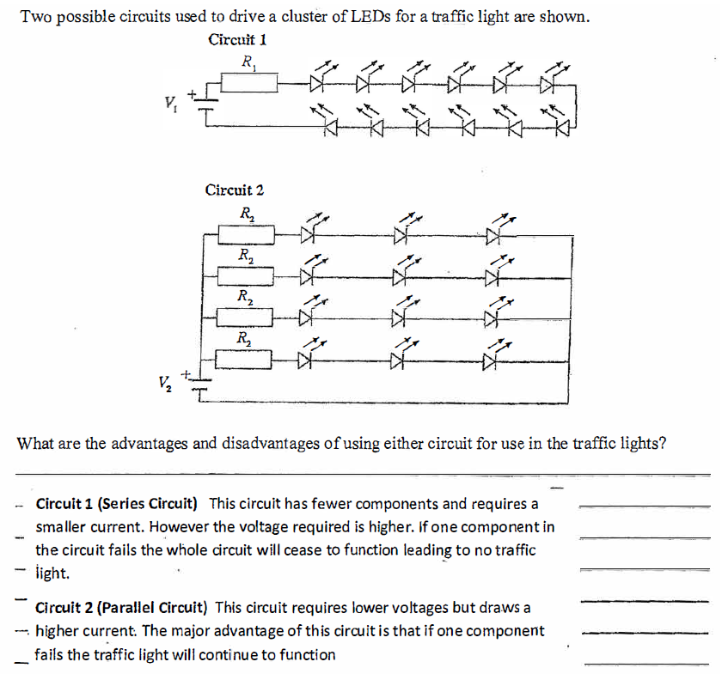 Two possible circuits used to drive a cluster of LEDs for a traffic light are shown.
Circuit 1
R₁
V₁
+
Circuit 2
R₂
R₂
R₂
R₂
V₂
+
What are the advantages and disadvantages of using either circuit for use in the traffic lights?
Circuit 1 (Series Circuit) This circuit has fewer components and requires a
smaller current. However the voltage required is higher. If one component in
the circuit fails the whole circuit will cease to function leading to no traffic
light.
Circuit 2 (Parallel Circuit) This circuit requires lower voltages but draws a
higher current. The major advantage of this circuit is that if one component
fails the traffic light will continue to function